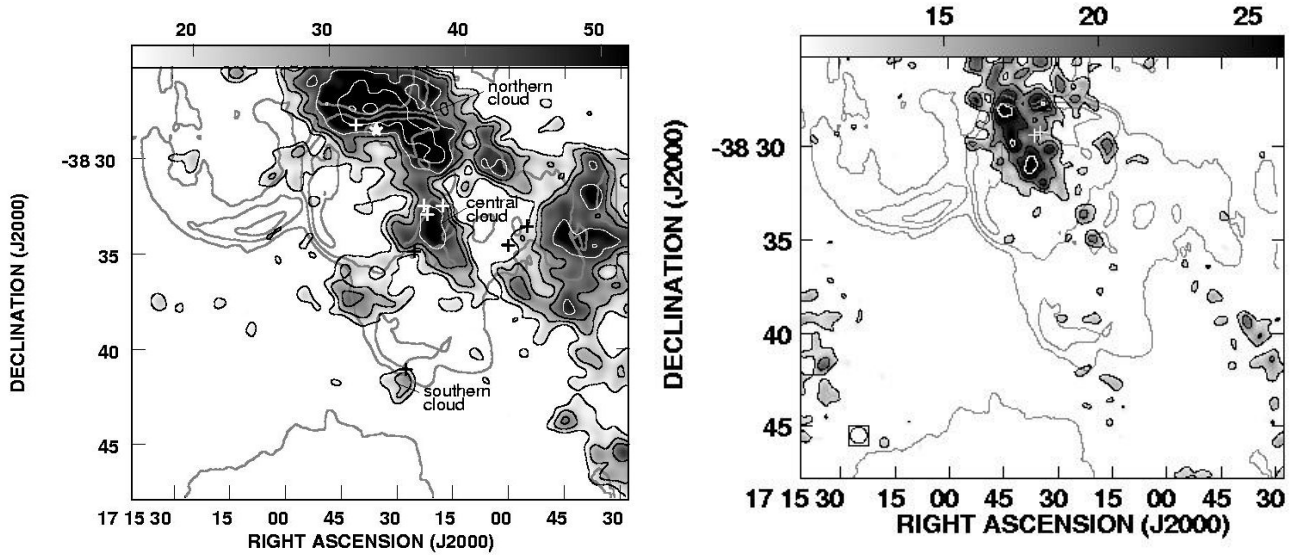 20 30 40 50
northern
cloud
-38 30
central
cloud
35
40
southern
cloud
45
17 15 30 15 00 45 30 15 00 45 30
RIGHT ASCENSION (J2000)
DECLINATION (J2000)
15 20 25
-38 30
35
40
45
17 15 30 15 00 45 30 15 00 45 30
RIGHT ASCENSION (J2000)
DECLINATION (J2000)